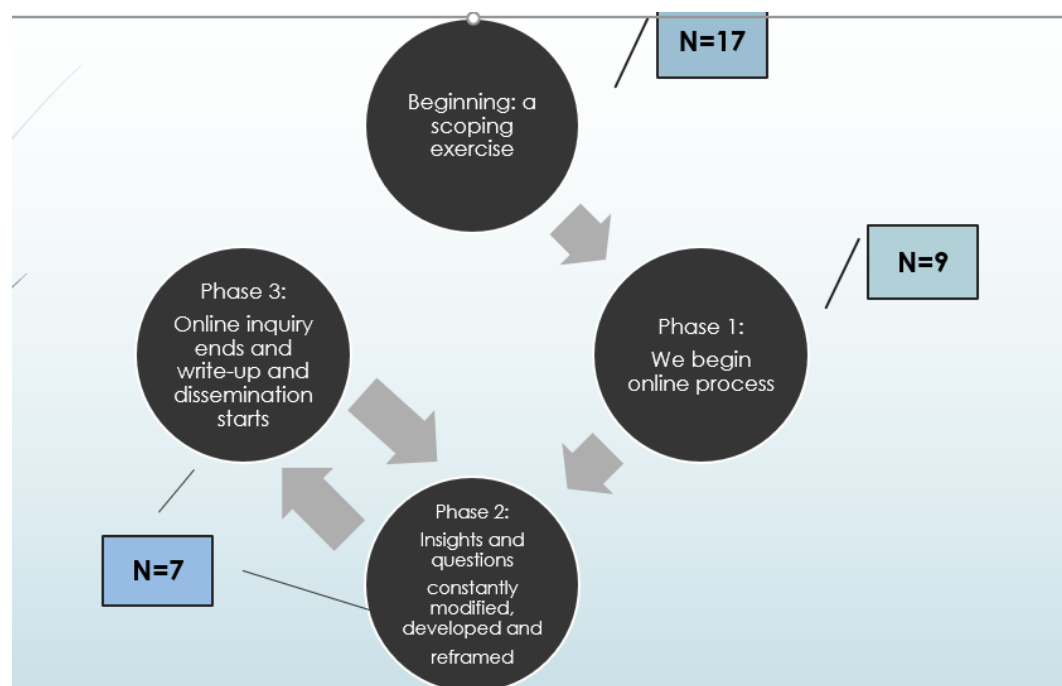 N=17
Beginning: a
scoping
exercise
N=9
Phase 1:
We begin
online process
Phase 2:
Insights and
questions
constantly
modified,
developed and
reframed
Phase 3:
Online inquiry
ends and
write-up and
dissemination
starts
N=7